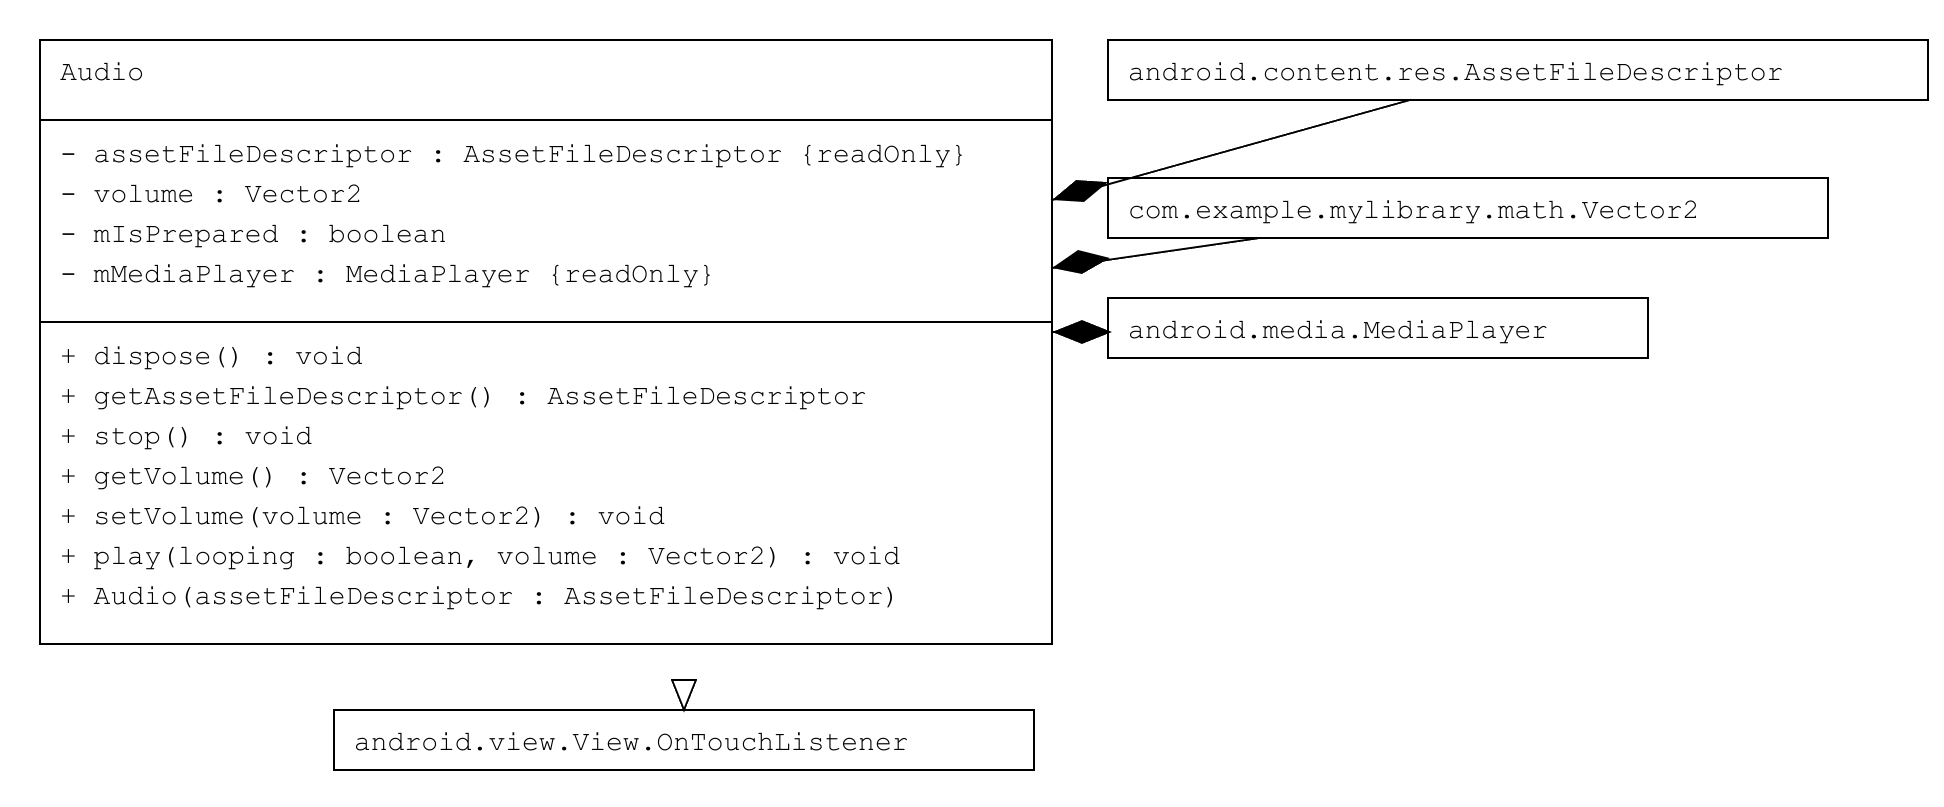 Audio
- assetFileDescriptor : AssetFileDescriptor {readOnly}
- volume : Vector2
- mIsPrepared : boolean
- mMediaPlayer : MediaPlayer {readOnly}
+ dispose() : void
+ getAssetFileDescriptor() : AssetFileDescriptor
+ stop() : void
+ getVolume() : Vector2
+ setVolume(volume : Vector2) : void
+ play(looping : boolean, volume : Vector2) : void
+ Audio(assetFileDescriptor : AssetFileDescriptor)
android.content.res.AssetFileDescriptor
com.example.mylibrary.math.Vector2
android.media.MediaPlayer
android.view.View.OnTouchListener